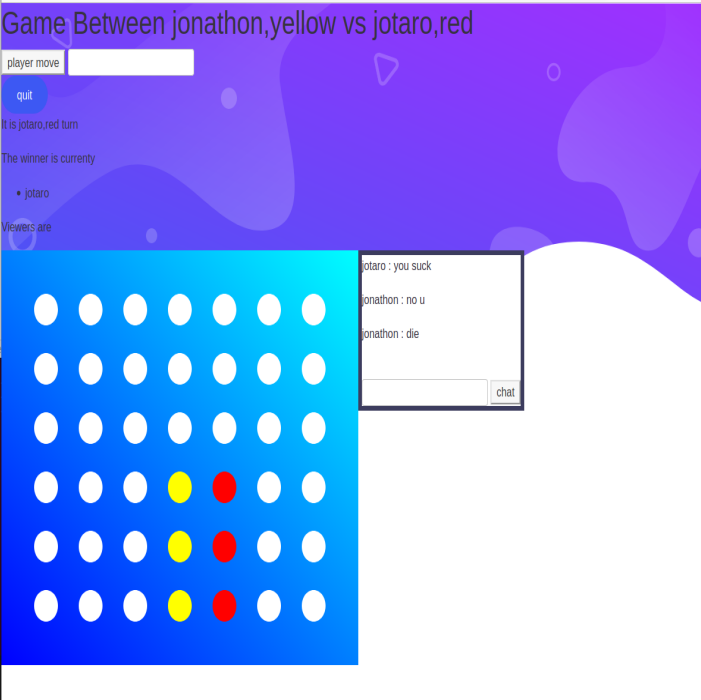 Game Between jonathon,yellow vs jotaro,red
player move
quit
It is jotaro,red turn
The winner is currenty
jotaro
Viewers are
jotaro : you suck
jonathon : no u
jonathon : die
chat